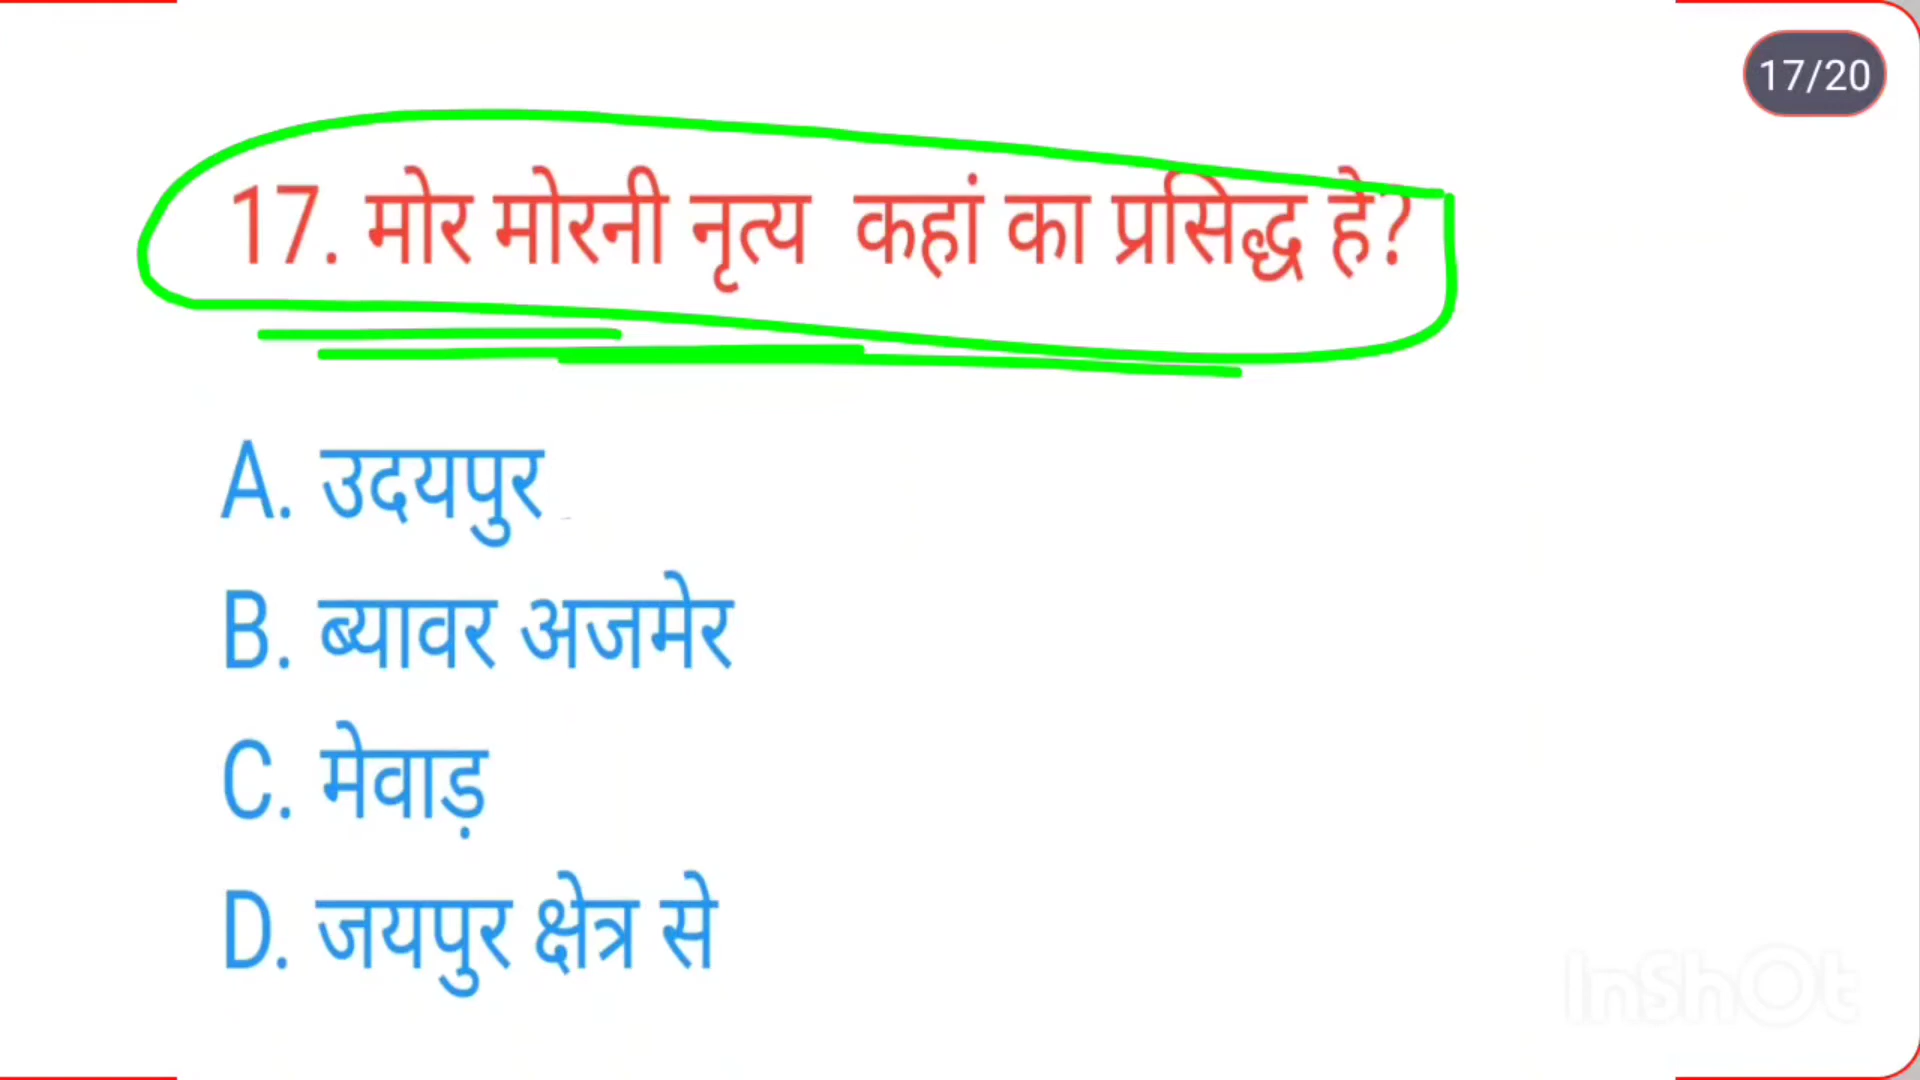 17/20
17. मोर मोरनी नृत्य कहां का प्रसिद्ध हे?
A. उदयपुर
B. ब्यावर अजमेर
C. मेवाड़
D. जयपुर क्षेत्र से
InShOt